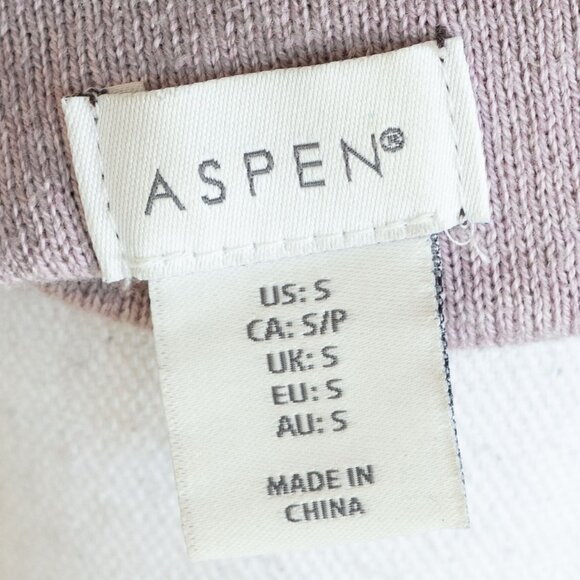 ASPEN®
US: S
CA: S/P
UK: S
EU: S
AU: S
MADE IN
CHINA